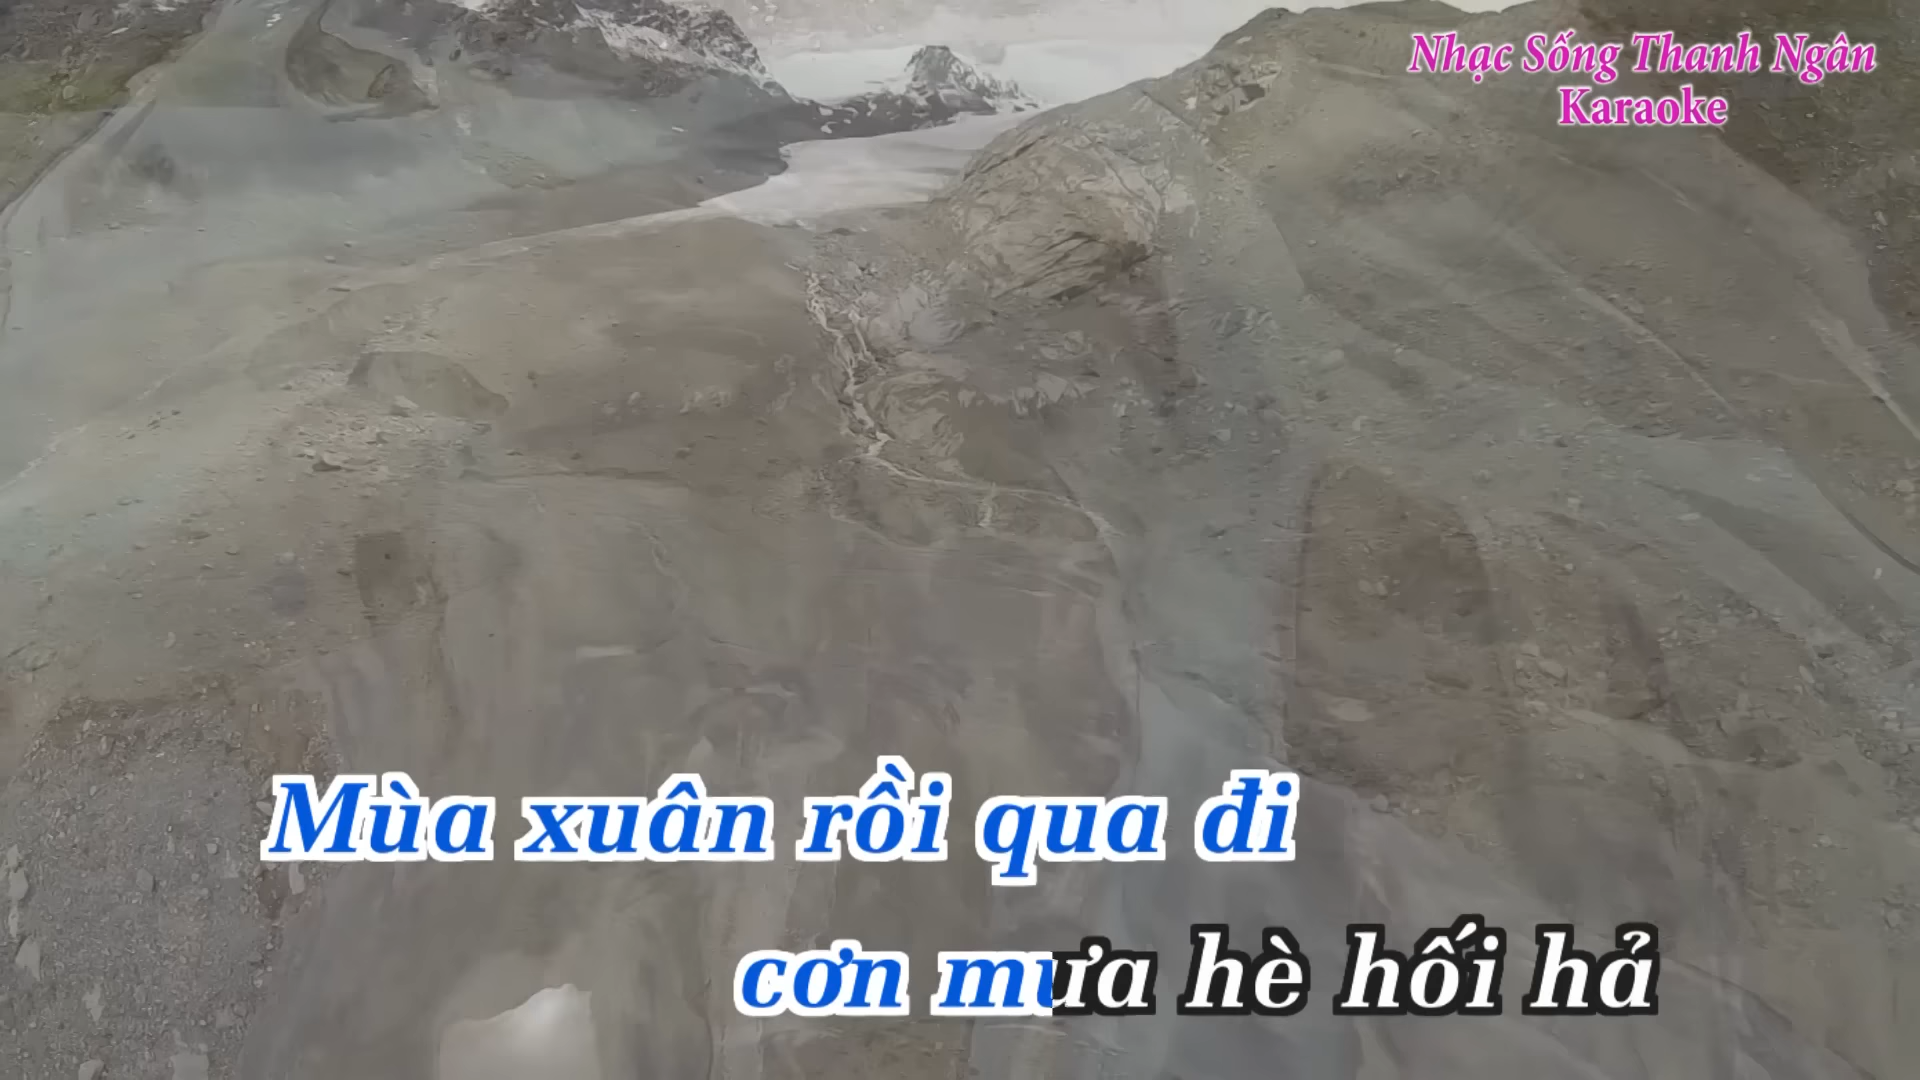 Nhạc Sống Thanh Ngân
Karaoke
Mùa xuân rồi qua đi
cơn mưa hè hối hả